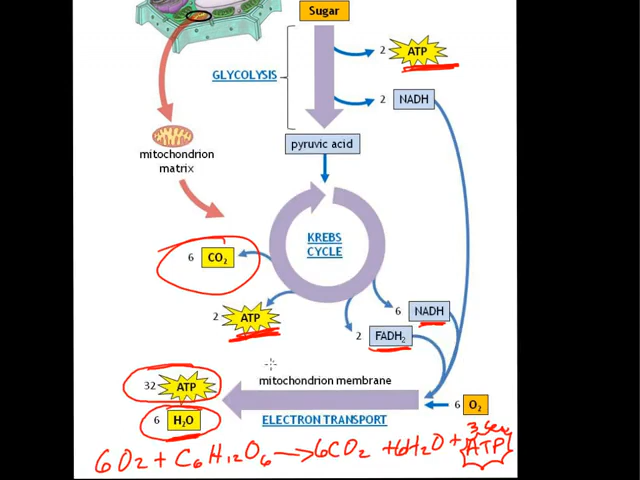 Sugar
2 ATP
GLYCOLYSIS
2 NADH
pyruvic acid
mitochondrion
matrix
KREBS
CYCLE
6 CO₂
2 ATP
6 NADH
2 FADH₂
mitochondrion membrane
32 ATP
6 O₂
6 H₂O
ELECTRON TRANSPORT
6O₂ + C₆H₁₂O₆ → 6CO₂ + 6H₂O + ATP